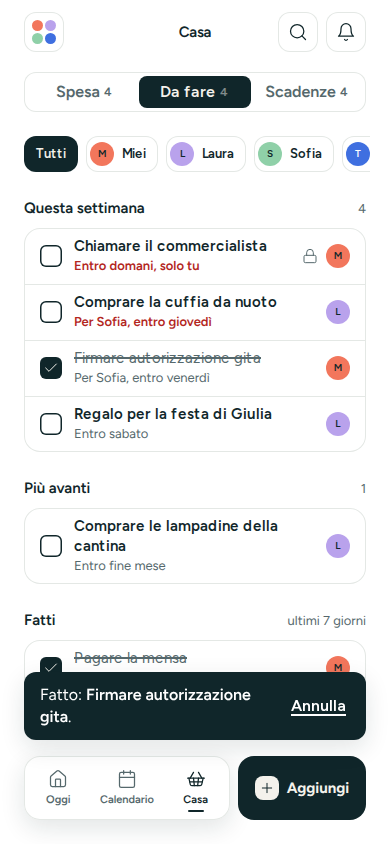 Casa
Spesa 4
Da fare 4
Scadenze 4
Tutti
M Miei
L Laura
S Sofia
T
Questa settimana
4
Chiamare il commercialista
Entro domani, solo tu
M
Comprare la cuffia da nuoto
Per Sofia, entro giovedì
L
Firmare autorizzazione gita
Per Sofia, entro venerdì
M
Regalo per la festa di Giulia
Entro sabato
L
Più avanti
1
Comprare le lampadine della
cantina
Entro fine mese
L
Fatti
ultimi 7 giorni
Pagare la mensa
M
Fatto: Firmare autorizzazione
gita.
Annulla
Oggi
Calendario
Casa
Aggiungi